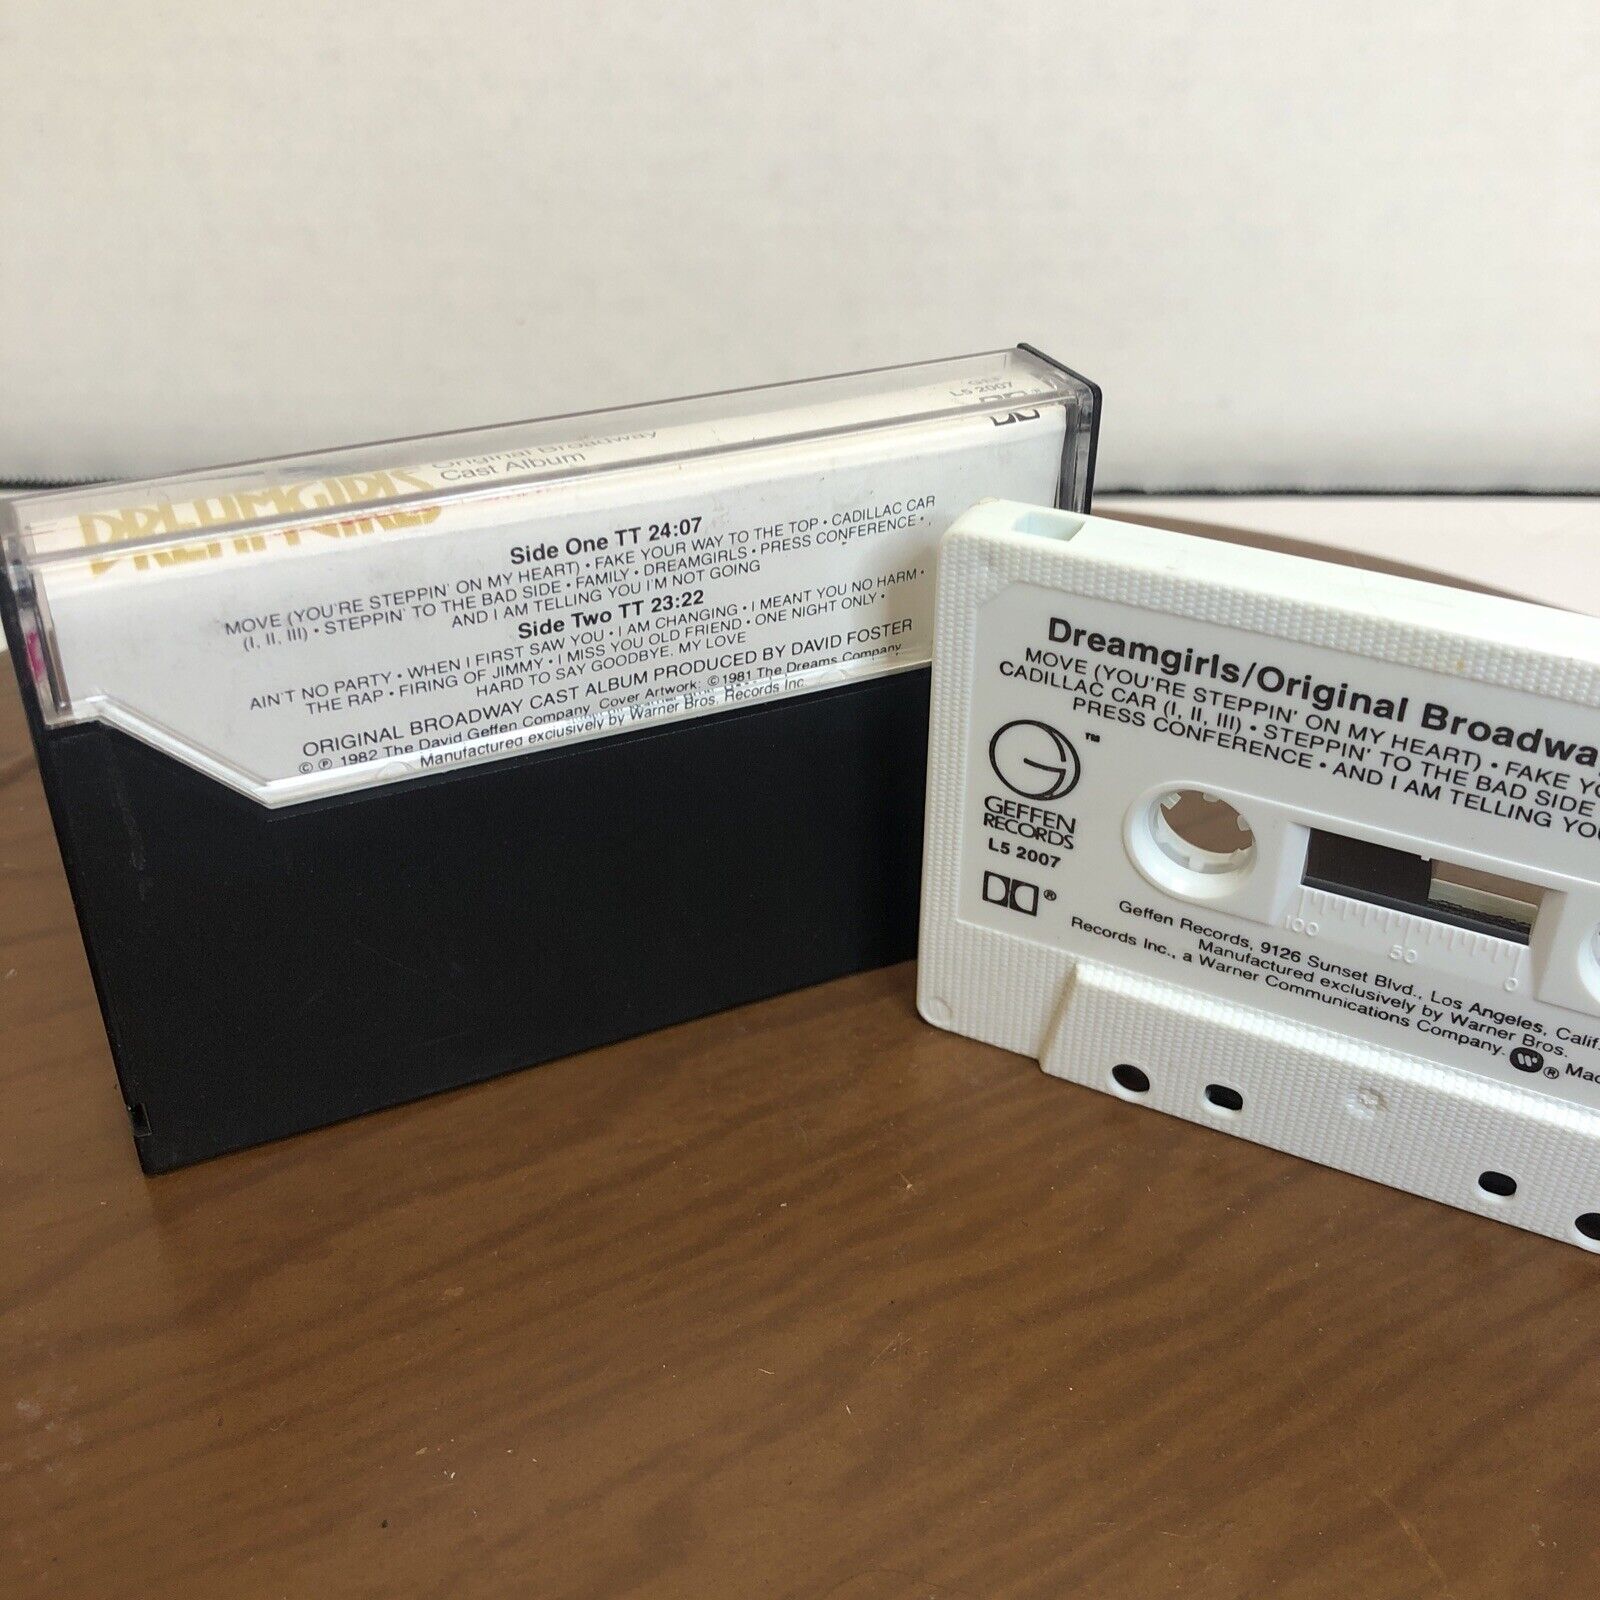 DREAMGIRLS
Original Broadway
Cast Album
L5 2007
Side One TT 24:07
MOVE (YOU'RE STEPPIN' ON MY HEART) • FAKE YOUR WAY TO THE TOP • CADILLAC CAR
(I, II, III) • STEPPIN' TO THE BAD SIDE • FAMILY • DREAMGIRLS • PRESS CONFERENCE •
AND I AM TELLING YOU I'M NOT GOING
Side Two TT 23:22
AIN'T NO PARTY • WHEN I FIRST SAW YOU • I AM CHANGING • I MEANT YOU NO HARM •
THE RAP • FIRING OF JIMMY • I MISS YOU OLD FRIEND • ONE NIGHT ONLY •
HARD TO SAY GOODBYE, MY LOVE
ORIGINAL BROADWAY CAST ALBUM PRODUCED BY DAVID FOSTER
© ℗ 1982 The David Geffen Company Cover Artwork: © 1981 The Dreams Company
Manufactured exclusively by Warner Bros. Records Inc.
Dreamgirls/Original Broadwa
MOVE (YOU'RE STEPPIN' ON MY HEART) • FAKE YO
CADILLAC CAR (I, II, III) • STEPPIN' TO THE BAD SIDE
PRESS CONFERENCE • AND I AM TELLING YOU
G ™
GEFFEN
RECORDS
L5 2007
®
100 50 0
Geffen Records, 9126 Sunset Blvd., Los Angeles, Calif.
Manufactured exclusively by Warner Bros.
Records Inc., a Warner Communications Company. ® Mad